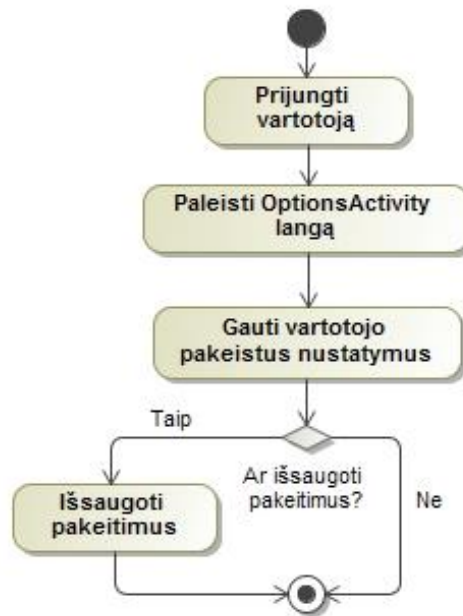 Prijungti
vartotoją
Paleisti OptionsActivity
langą
Gauti vartotojo
pakeistus nustatymus
Taip
Ar išsaugoti
pakeitimus?
Ne
Išsaugoti
pakeitimus